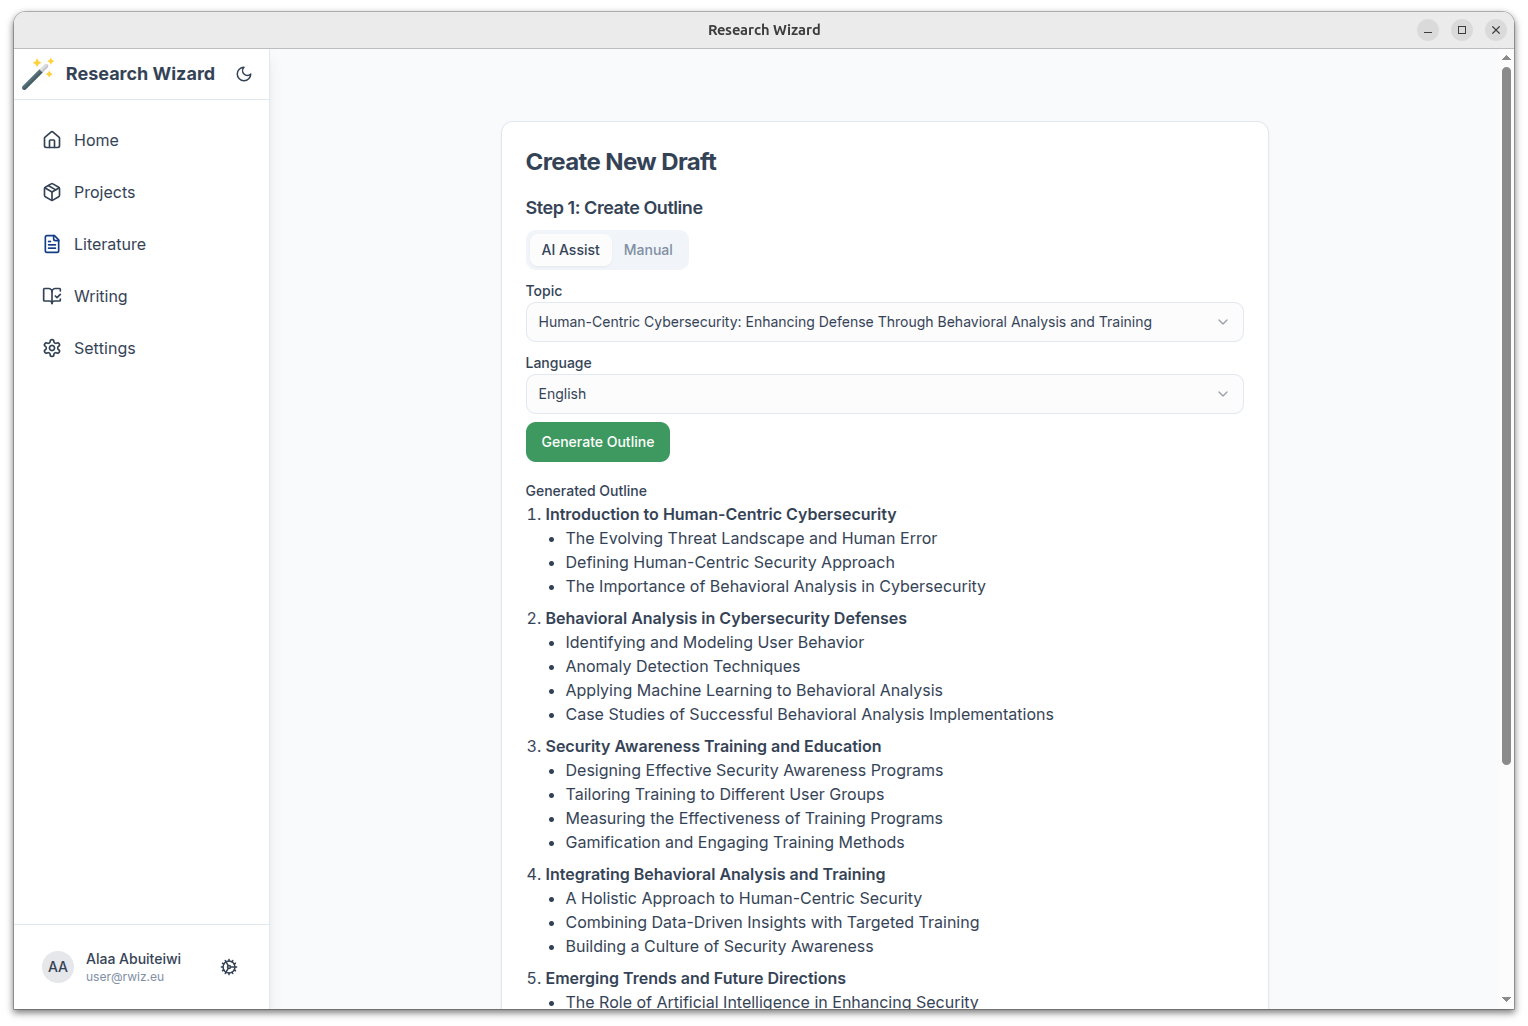 Research Wizard
Research Wizard
Home
Projects
Literature
Writing
Settings
Alaa Abuiteiwi
AA
user@rwiz.eu
Create New Draft
Step 1: Create Outline
AI Assist Manual
Topic
Human-Centric Cybersecurity: Enhancing Defense Through Behavioral Analysis and Training
Language
English
Generate Outline
Generated Outline
1. Introduction to Human-Centric Cybersecurity
• The Evolving Threat Landscape and Human Error
• Defining Human-Centric Security Approach
• The Importance of Behavioral Analysis in Cybersecurity
2. Behavioral Analysis in Cybersecurity Defenses
• Identifying and Modeling User Behavior
• Anomaly Detection Techniques
• Applying Machine Learning to Behavioral Analysis
• Case Studies of Successful Behavioral Analysis Implementations
3. Security Awareness Training and Education
• Designing Effective Security Awareness Programs
• Tailoring Training to Different User Groups
• Measuring the Effectiveness of Training Programs
• Gamification and Engaging Training Methods
4. Integrating Behavioral Analysis and Training
• A Holistic Approach to Human-Centric Security
• Combining Data-Driven Insights with Targeted Training
• Building a Culture of Security Awareness
5. Emerging Trends and Future Directions
• The Role of Artificial Intelligence in Enhancing Security